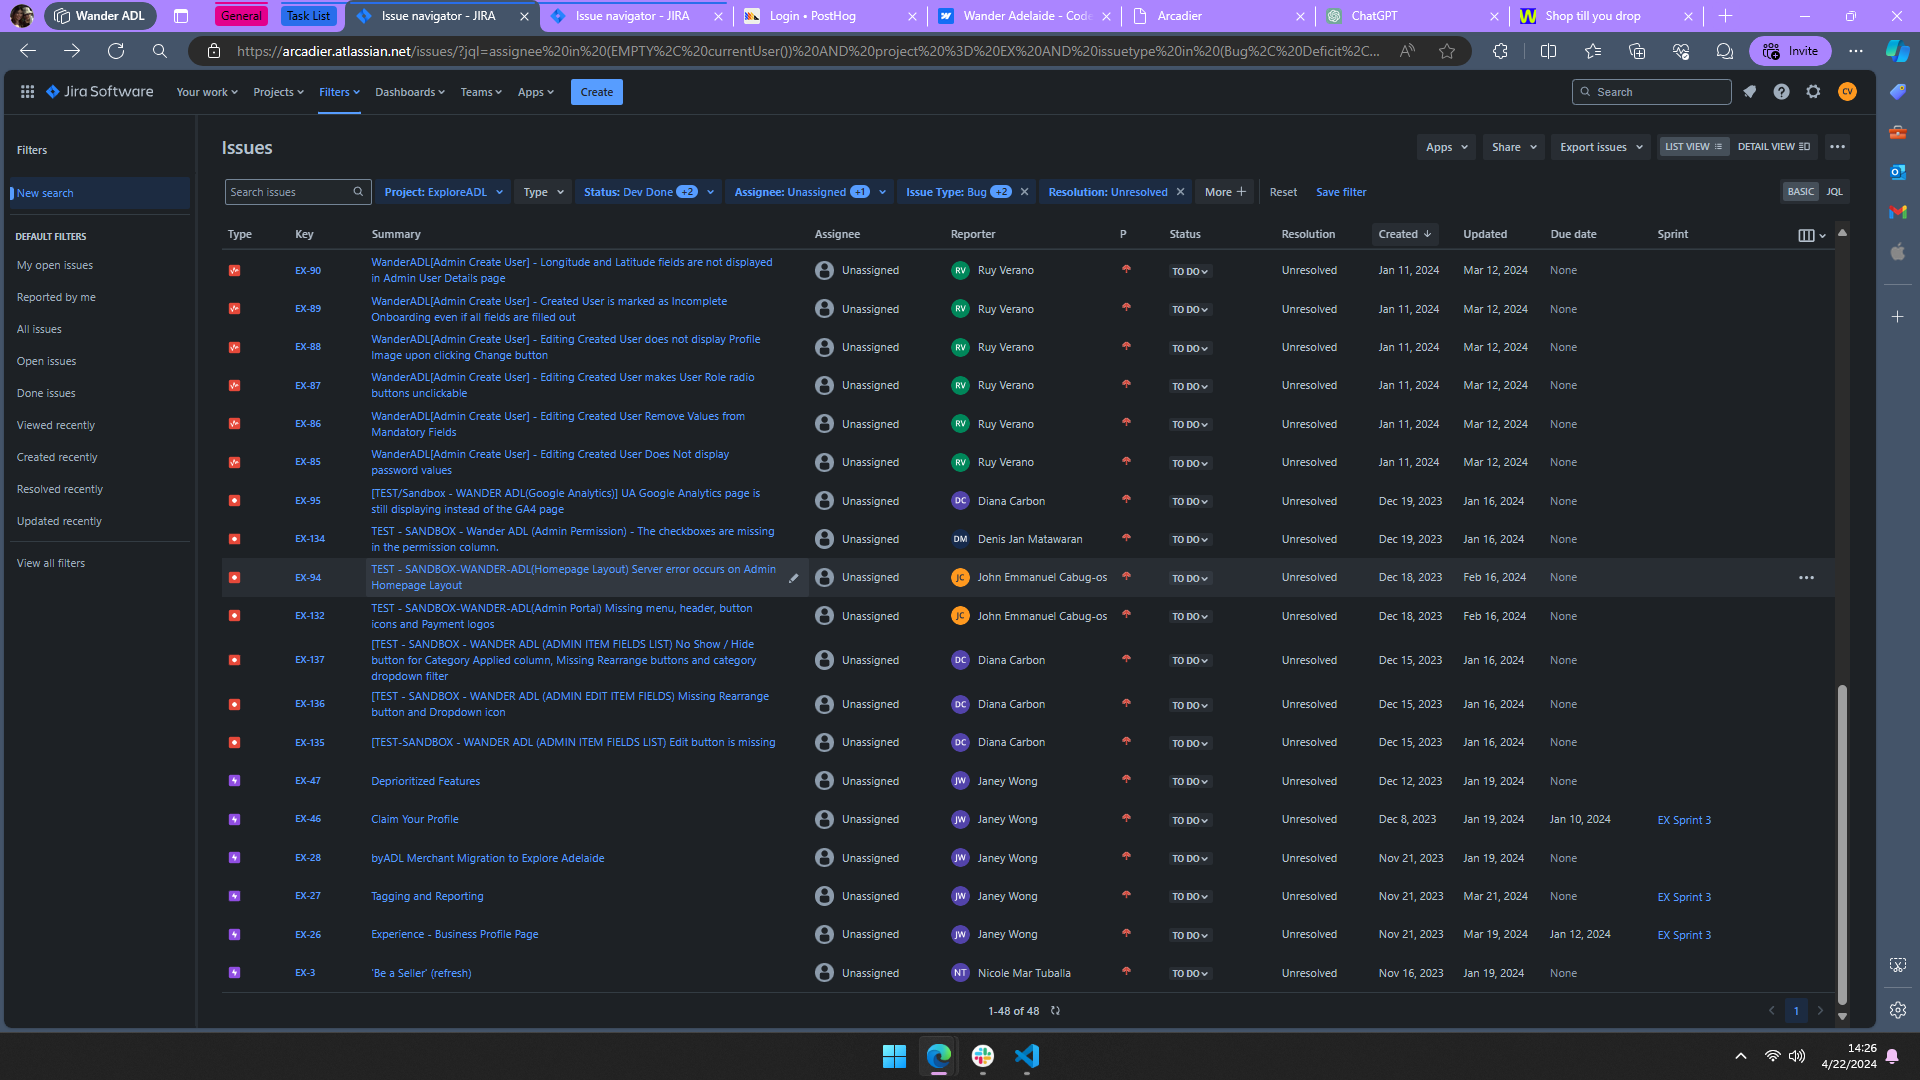 Wander ADL
General
Task List
Issue navigator - JIRA
Issue navigator - JIRA
Login • PostHog
Wander Adelaide - Code
Arcadier
ChatGPT
Shop till you drop
https://arcadier.atlassian.net/issues/?jql=assignee%20in%20(EMPTY%2C%20currentUser())%20AND%20project%20%3D%20EX%20AND%20issuetype%20in%20(Bug%2C%20Deficit%2C...
Invite
Jira Software
Your work
Projects
Filters
Dashboards
Teams
Apps
Create
Search
CV
Filters
New search
DEFAULT FILTERS
My open issues
Reported by me
All issues
Open issues
Done issues
Viewed recently
Created recently
Resolved recently
Updated recently
View all filters
Issues
Apps
Share
Export issues
LIST VIEW
DETAIL VIEW
Search issues
Project: ExploreADL
Type
Status: Dev Done +2
Assignee: Unassigned +1
Issue Type: Bug +2
Resolution: Unresolved
More +
Reset
Save filter
BASIC
JQL
Type Key Summary Assignee Reporter P Status Resolution Created ↓ Updated Due date Sprint
EX-90 WanderADL[Admin Create User] - Longitude and Latitude fields are not displayed
in Admin User Details page
Unassigned RV Ruy Verano TO DO Unresolved Jan 11, 2024 Mar 12, 2024 None
EX-89 WanderADL[Admin Create User] - Created User is marked as Incomplete
Onboarding even if all fields are filled out
Unassigned RV Ruy Verano TO DO Unresolved Jan 11, 2024 Mar 12, 2024 None
EX-88 WanderADL[Admin Create User] - Editing Created User does not display Profile
Image upon clicking Change button
Unassigned RV Ruy Verano TO DO Unresolved Jan 11, 2024 Mar 12, 2024 None
EX-87 WanderADL[Admin Create User] - Editing Created User makes User Role radio
buttons unclickable
Unassigned RV Ruy Verano TO DO Unresolved Jan 11, 2024 Mar 12, 2024 None
EX-86 WanderADL[Admin Create User] - Editing Created User Remove Values from
Mandatory Fields
Unassigned RV Ruy Verano TO DO Unresolved Jan 11, 2024 Mar 12, 2024 None
EX-85 WanderADL[Admin Create User] - Editing Created User Does Not display
password values
Unassigned RV Ruy Verano TO DO Unresolved Jan 11, 2024 Mar 12, 2024 None
EX-95 [TEST/Sandbox - WANDER ADL(Google Analytics)] UA Google Analytics page is
still displaying instead of the GA4 page
Unassigned DC Diana Carbon TO DO Unresolved Dec 19, 2023 Jan 16, 2024 None
EX-134 TEST - SANDBOX - Wander ADL (Admin Permission) - The checkboxes are missing
in the permission column.
Unassigned DM Denis Jan Matawaran TO DO Unresolved Dec 19, 2023 Jan 16, 2024 None
EX-94 TEST - SANDBOX-WANDER-ADL(Homepage Layout) Server error occurs on Admin
Homepage Layout
Unassigned JC John Emmanuel Cabug-os TO DO Unresolved Dec 18, 2023 Feb 16, 2024 None
EX-132 TEST - SANDBOX-WANDER-ADL(Admin Portal) Missing menu, header, button
icons and Payment logos
Unassigned JC John Emmanuel Cabug-os TO DO Unresolved Dec 18, 2023 Feb 16, 2024 None
EX-137 [TEST - SANDBOX - WANDER ADL (ADMIN ITEM FIELDS LIST) No Show / Hide
button for Category Applied column, Missing Rearrange buttons and category
dropdown filter
Unassigned DC Diana Carbon TO DO Unresolved Dec 15, 2023 Jan 16, 2024 None
EX-136 [TEST - SANDBOX - WANDER ADL (ADMIN EDIT ITEM FIELDS) Missing Rearrange
button and Dropdown icon
Unassigned DC Diana Carbon TO DO Unresolved Dec 15, 2023 Jan 16, 2024 None
EX-135 [TEST-SANDBOX - WANDER ADL (ADMIN ITEM FIELDS LIST) Edit button is missing
Unassigned DC Diana Carbon TO DO Unresolved Dec 15, 2023 Jan 16, 2024 None
EX-47 Deprioritized Features Unassigned JW Janey Wong TO DO Unresolved Dec 12, 2023 Jan 19, 2024 None
EX-46 Claim Your Profile Unassigned JW Janey Wong TO DO Unresolved Dec 8, 2023 Jan 19, 2024 Jan 10, 2024 EX Sprint 3
EX-28 byADL Merchant Migration to Explore Adelaide Unassigned JW Janey Wong TO DO Unresolved Nov 21, 2023 Jan 19, 2024 None
EX-27 Tagging and Reporting Unassigned JW Janey Wong TO DO Unresolved Nov 21, 2023 Mar 21, 2024 None EX Sprint 3
EX-26 Experience - Business Profile Page Unassigned JW Janey Wong TO DO Unresolved Nov 21, 2023 Mar 19, 2024 Jan 12, 2024 EX Sprint 3
EX-3 'Be a Seller' (refresh) Unassigned NT Nicole Mar Tuballa TO DO Unresolved Nov 16, 2023 Jan 19, 2024 None
1-48 of 48
1
14:26
4/22/2024